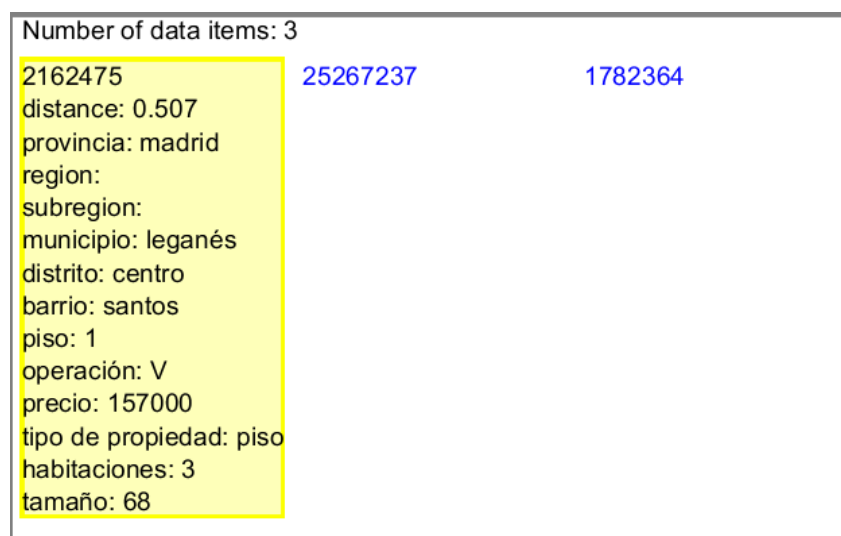 Number of data items: 3
2162475 25267237 1782364
distance: 0.507
provincia: madrid
region:
subregion:
municipio: leganés
distrito: centro
barrio: santos
piso: 1
operación: V
precio: 157000
tipo de propiedad: piso
habitaciones: 3
tamaño: 68